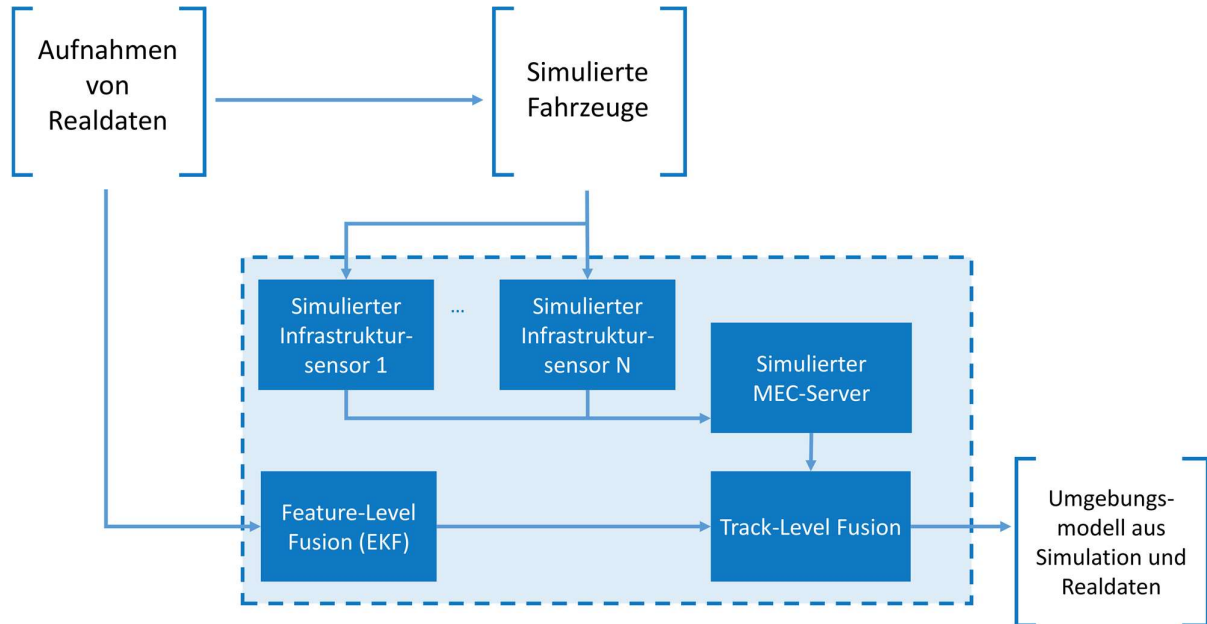 Aufnahmen
von
Realdaten
Simulierte
Fahrzeuge
Simulierter
Infrastruktur-
sensor 1
...
Simulierter
Infrastruktur-
sensor N
Simulierter
MEC-Server
Feature-Level
Fusion (EKF)
Track-Level Fusion
Umgebungs-
modell aus
Simulation und
Realdaten